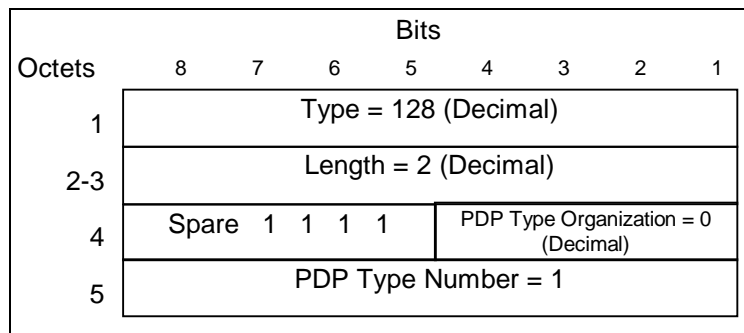 Bits
Octets 8 7 6 5 4 3 2 1
1 Type = 128 (Decimal)
2-3 Length = 2 (Decimal)
4 Spare 1 1 1 1 PDP Type Organization = 0
(Decimal)
5 PDP Type Number = 1